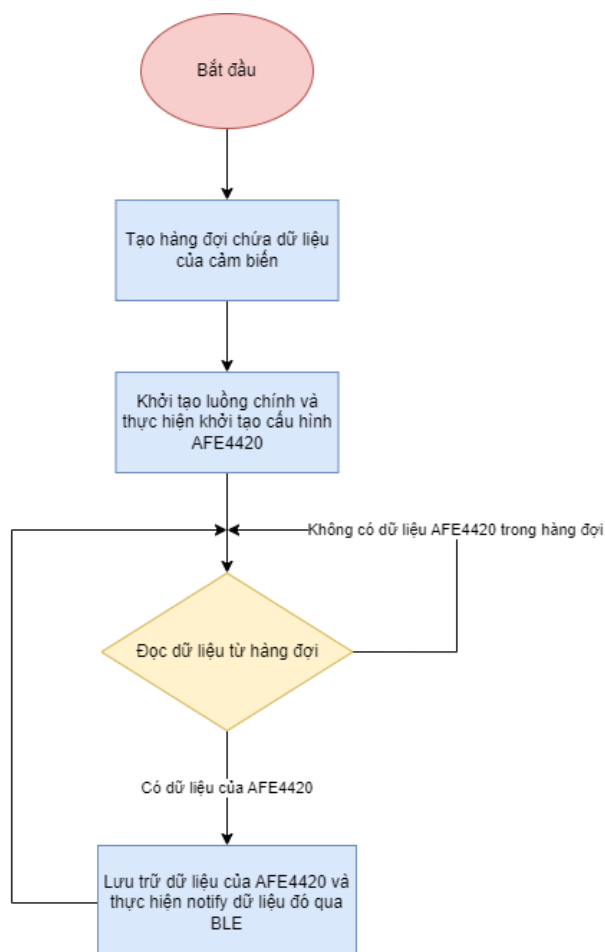 Bắt đầu
Tạo hàng đợi chứa dữ liệu
của cảm biến
Khởi tạo luồng chính và
thực hiện khởi tạo cấu hình
AFE4420
Không có dữ liệu AFE4420 trong hàng đợi
Đọc dữ liệu từ hàng đợi
Có dữ liệu của AFE4420
Lưu trữ dữ liệu của AFE4420 và
thực hiện notify dữ liệu đó qua
BLE